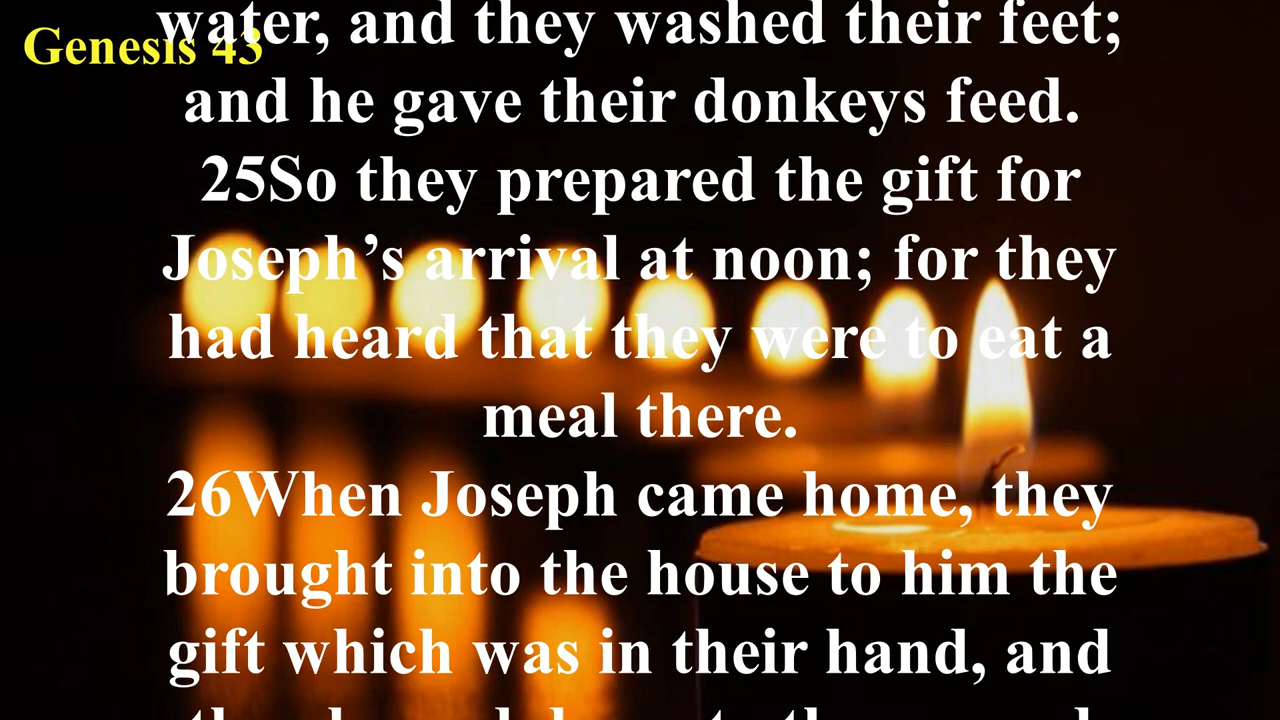 Genesis 43
water, and they washed their feet;
and he gave their donkeys feed.
25So they prepared the gift for
Joseph’s arrival at noon; for they
had heard that they were to eat a
meal there.
26When Joseph came home, they
brought into the house to him the
gift which was in their hand, and